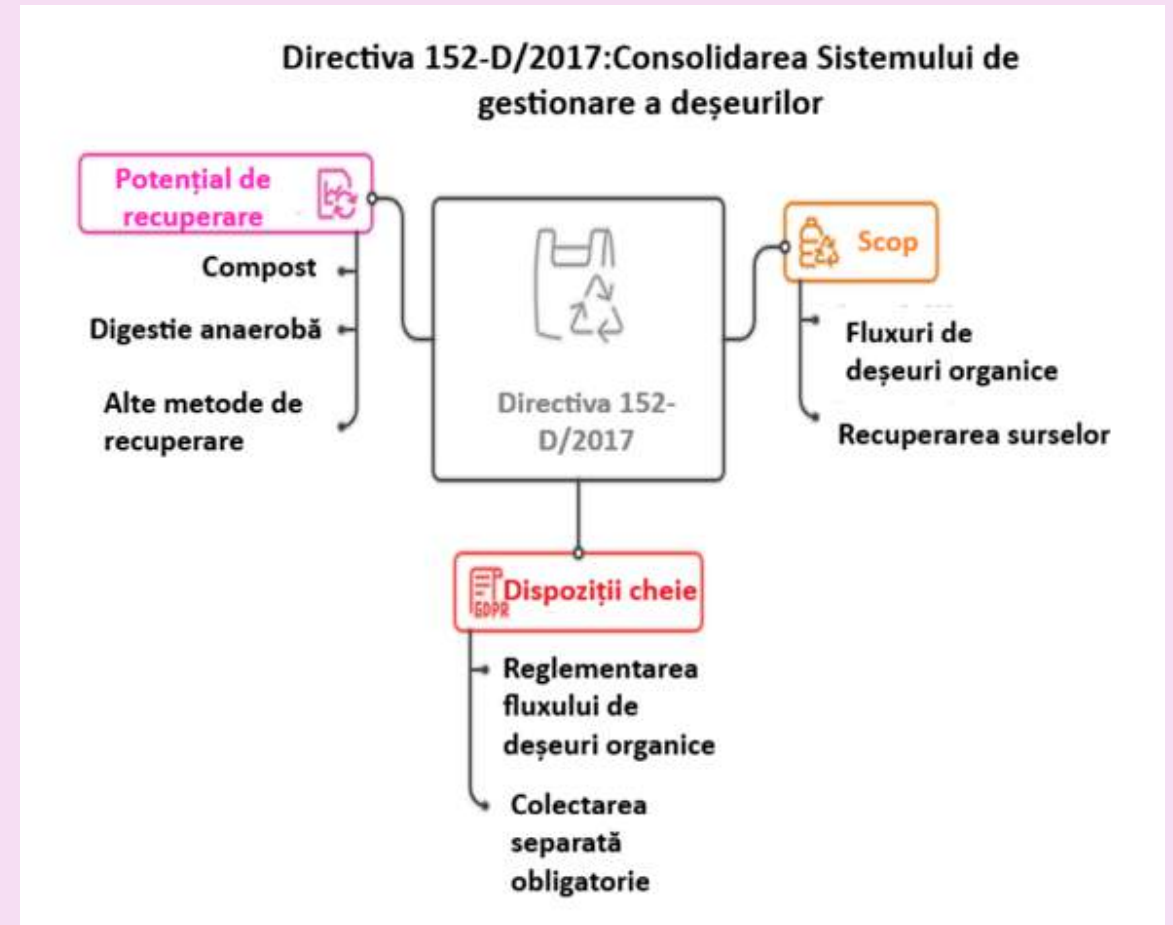 Directiva 152-D/2017:Consolidarea Sistemului de
gestionare a deșeurilor
Potențial de
recuperare
Compost
Digestie anaerobă
Alte metode de
recuperare
Directiva 152-
D/2017
Scop
Fluxuri de
deșeuri organice
Recuperarea surselor
GDPR
Dispoziții cheie
Reglementarea
fluxului de
deșeuri organice
Colectarea
separată
obligatorie